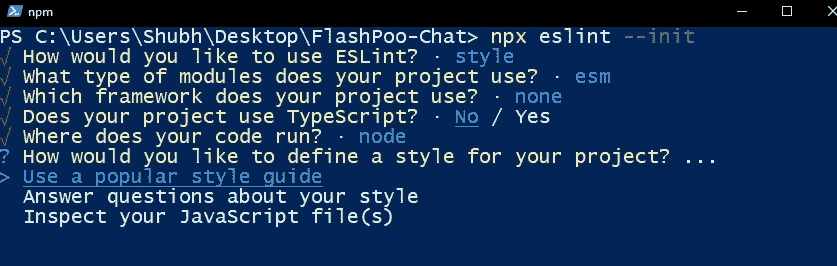 npm
PS C:\Users\Shubh\Desktop\FlashPoo-Chat> npx eslint --init
√ How would you like to use ESLint? · style
√ What type of modules does your project use? · esm
√ Which framework does your project use? · none
√ Does your project use TypeScript? · No / Yes
√ Where does your code run? · node
? How would you like to define a style for your project? ...
> Use a popular style guide
Answer questions about your style
Inspect your JavaScript file(s)